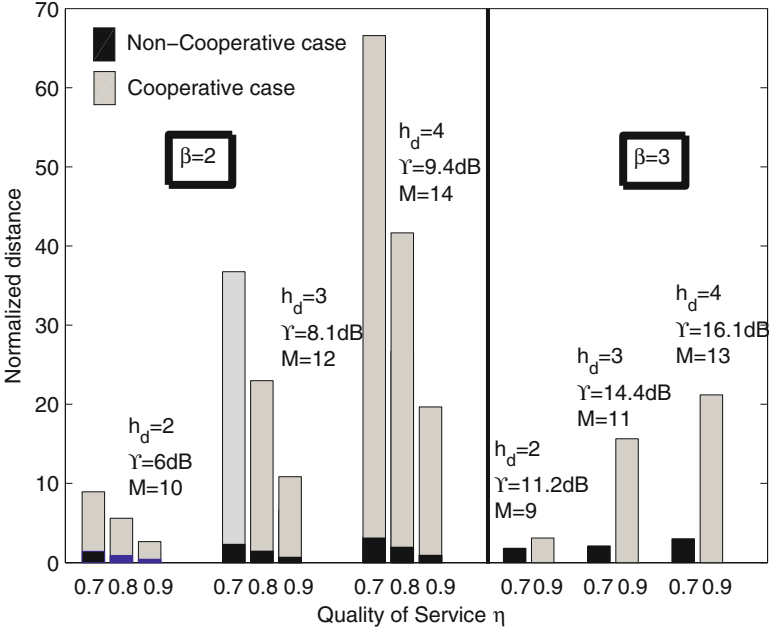 70
60
50
40
30
20
10
0
Normalized distance
Non−Cooperative case
Cooperative case
β=2
h_d=2
ϒ=6dB
M=10
h_d=3
ϒ=8.1dB
M=12
h_d=4
ϒ=9.4dB
M=14
β=3
h_d=2
ϒ=11.2dB
M=9
h_d=3
ϒ=14.4dB
M=11
h_d=4
ϒ=16.1dB
M=13
0.7 0.8 0.9 0.7 0.8 0.9 0.7 0.8 0.9 0.7 0.9 0.7 0.9 0.7 0.9
Quality of Service η